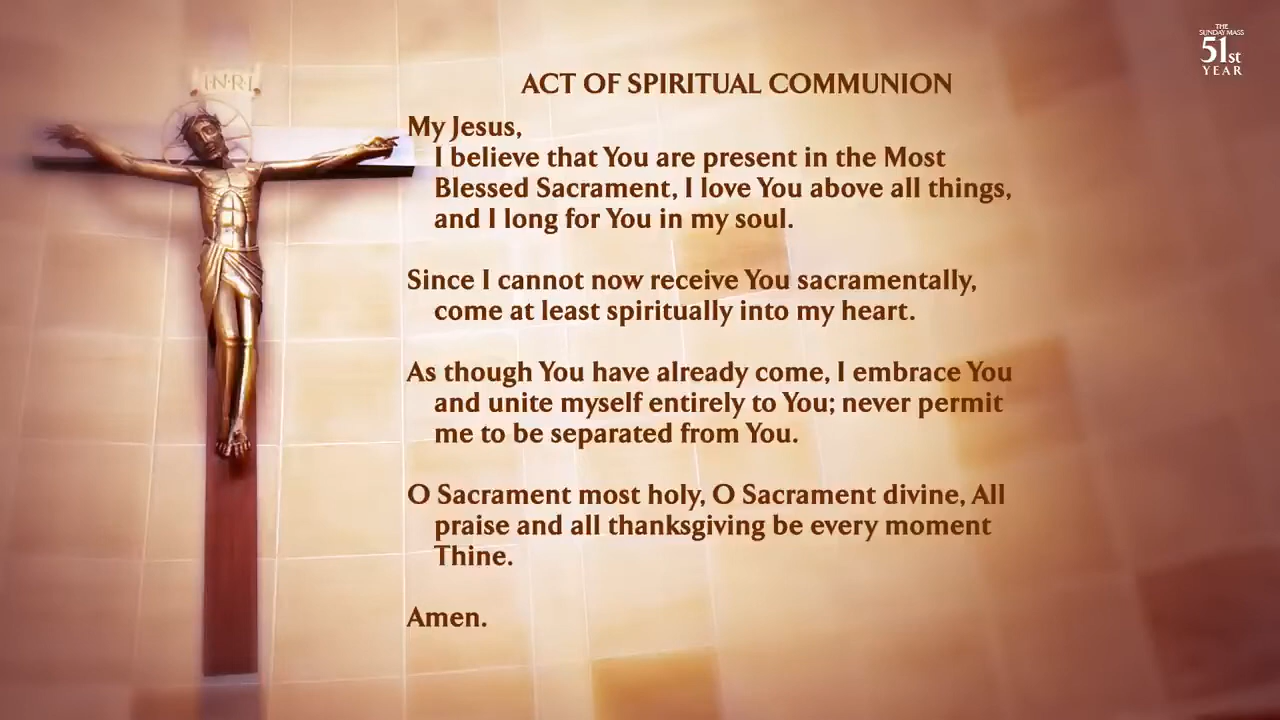 THE
SUNDAY MASS
51st
YEAR
I·N·R·I
ACT OF SPIRITUAL COMMUNION
My Jesus,
I believe that You are present in the Most
Blessed Sacrament, I love You above all things,
and I long for You in my soul.
Since I cannot now receive You sacramentally,
come at least spiritually into my heart.
As though You have already come, I embrace You
and unite myself entirely to You; never permit
me to be separated from You.
O Sacrament most holy, O Sacrament divine, All
praise and all thanksgiving be every moment
Thine.
Amen.